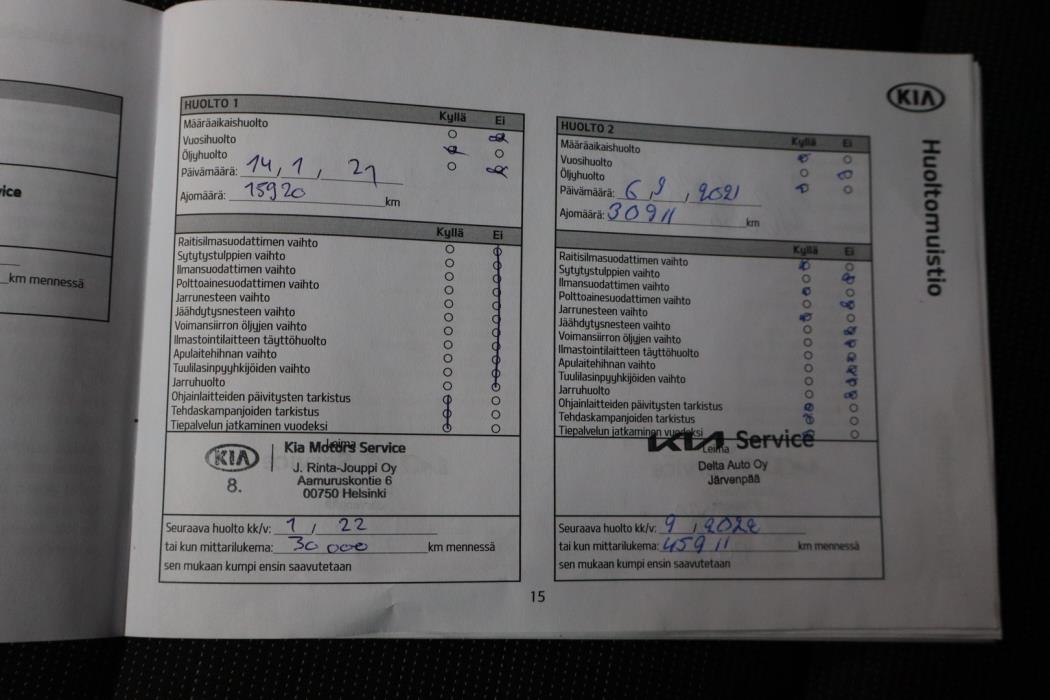 vice
km mennessä
HUOLTO 1
Kyllä Ei
Määräaikaishuolto
Vuosihuolto
Öljyhuolto
Päivämäärä: 14, 1, 21
Ajomäärä: 15920 km
Kyllä Ei
Raitisilmasuodattimen vaihto
Sytytystulppien vaihto
Ilmansuodattimen vaihto
Polttoainesuodattimen vaihto
Jarrunesteen vaihto
Jäähdytysnesteen vaihto
Voimansiirron öljyjen vaihto
Ilmastointilaitteen täyttöhuolto
Apulaitehihnan vaihto
Tuulilasinpyyhkijöiden vaihto
Jarruhuolto
Ohjainlaitteiden päivitysten tarkistus
Tehdaskampanjoiden tarkistus
Tiepalvelun jatkaminen vuodeksi
Leima
KIA
8.
Kia Motors Service
J. Rinta-Jouppi Oy
Aamuruskontie 6
00750 Helsinki
Seuraava huolto kk/v: 1 / 22
tai kun mittarilukema: 30 000 km mennessä
sen mukaan kumpi ensin saavutetaan
HUOLTO 2
Kyllä Ei
Määräaikaishuolto
Vuosihuolto
Öljyhuolto
Päivämäärä: 6, 9, 2021
Ajomäärä: 30911 km
Kyllä Ei
Raitisilmasuodattimen vaihto
Sytytystulppien vaihto
Ilmansuodattimen vaihto
Polttoainesuodattimen vaihto
Jarrunesteen vaihto
Jäähdytysnesteen vaihto
Voimansiirron öljyjen vaihto
Ilmastointilaitteen täyttöhuolto
Apulaitehihnan vaihto
Tuulilasinpyyhkijöiden vaihto
Jarruhuolto
Ohjainlaitteiden päivitysten tarkistus
Tehdaskampanjoiden tarkistus
Tiepalvelun jatkaminen vuodeksi
Leima
KIA Service
Delta Auto Oy
Järvenpää
Seuraava huolto kk/v: 9 / 2022
tai kun mittarilukema: 45911 km mennessä
sen mukaan kumpi ensin saavutetaan
15
KIA
Huoltomuistio